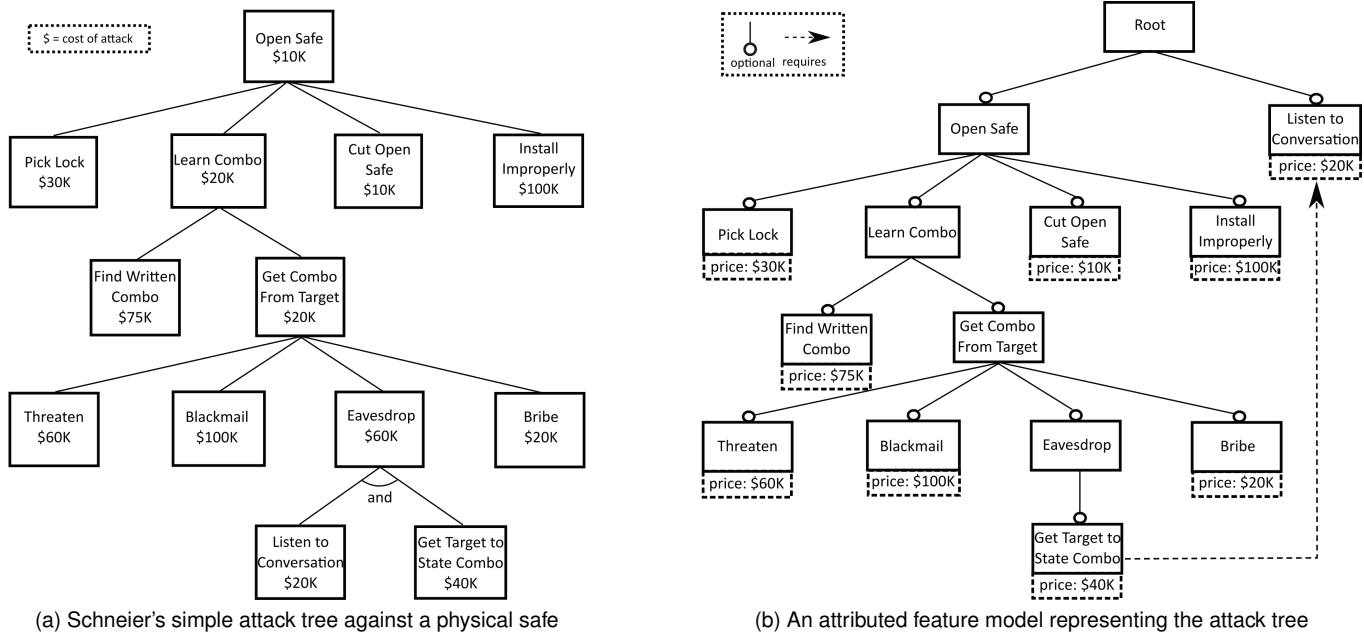 $ = cost of attack
Open Safe
$10K
Pick Lock
$30K
Learn Combo
$20K
Cut Open
Safe
$10K
Install
Improperly
$100K
Find Written
Combo
$75K
Get Combo
From Target
$20K
Threaten
$60K
Blackmail
$100K
Eavesdrop
$60K
Bribe
$20K
and
Listen to
Conversation
$20K
Get Target to
State Combo
$40K
(a) Schneier's simple attack tree against a physical safe
optional
requires
Root
Open Safe
Listen to
Conversation
price: $20K
Pick Lock
price: $30K
Learn Combo
Cut Open
Safe
price: $10K
Install
Improperly
price: $100K
Find Written
Combo
price: $75K
Get Combo
From Target
Threaten
price: $60K
Blackmail
price: $100K
Eavesdrop
Bribe
price: $20K
Get Target to
State Combo
price: $40K
(b) An attributed feature model representing the attack tree